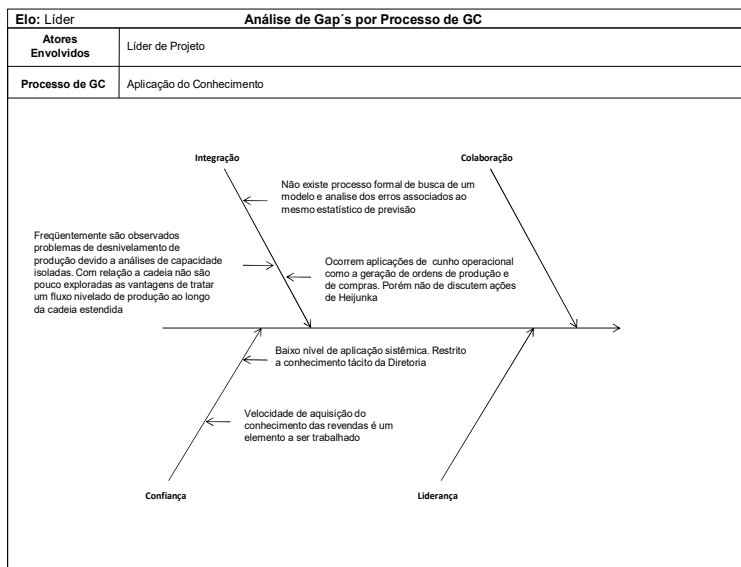 Elo: Líder Análise de Gap´s por Processo de GC
Atores
Envolvidos
Líder de Projeto
Processo de GC
Aplicação do Conhecimento
Integração
Colaboração
Não existe processo formal de busca de um
modelo e analise dos erros associados ao
mesmo estatístico de previsão
Freqüentemente são observados
problemas de desnivelamento de
produção devido a análises de capacidade
isoladas. Com relação a cadeia não são
pouco exploradas as vantagens de tratar
um fluxo nivelado de produção ao longo
da cadeia estendida
Ocorrem aplicações de cunho operacional
como a geração de ordens de produção e
de compras. Porém não de discutem ações
de Heijunka
Baixo nível de aplicação sistêmica. Restrito
a conhecimento tácito da Diretoria
Velocidade de aquisição do
conhecimento das revendas é um
elemento a ser trabalhado
Confiança
Liderança